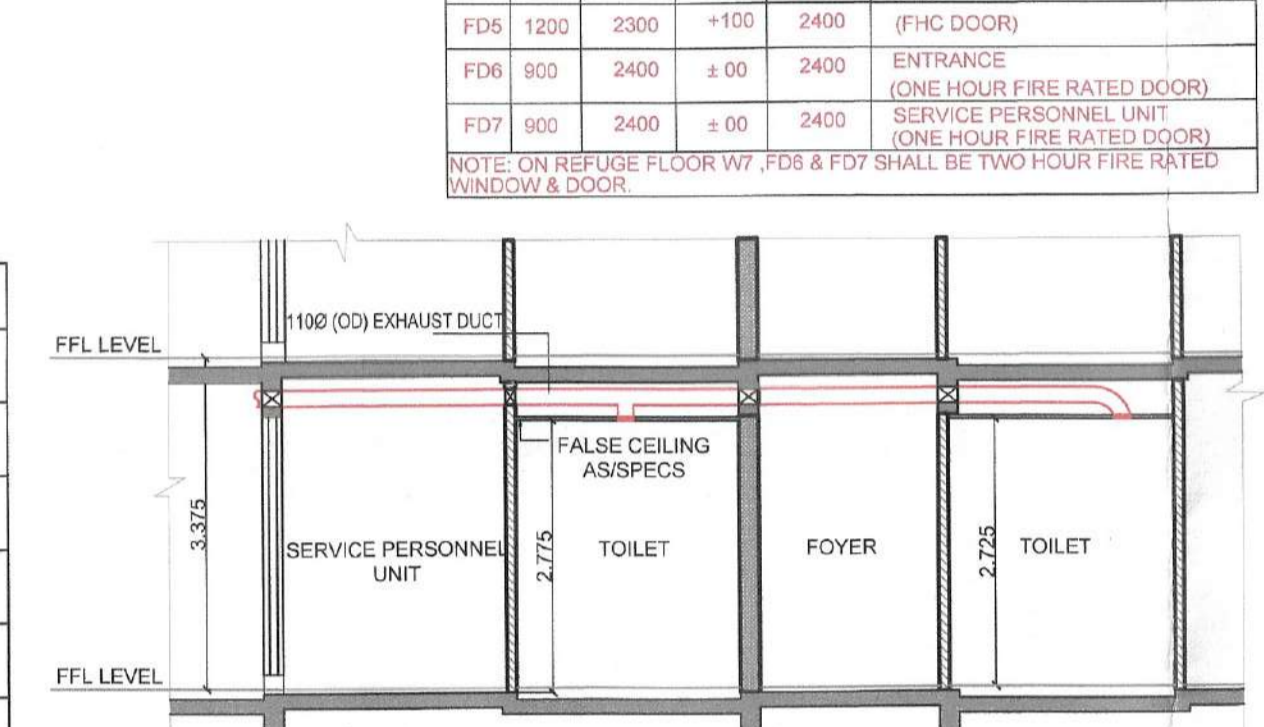 FD5 1200 2300 +100 2400 (FHC DOOR)
FD6 900 2400 ± 00 2400 ENTRANCE
(ONE HOUR FIRE RATED DOOR)
FD7 900 2400 ± 00 2400 SERVICE PERSONNEL UNIT
(ONE HOUR FIRE RATED DOOR)
NOTE: ON REFUGE FLOOR W7 ,FD6 & FD7 SHALL BE TWO HOUR FIRE RATED
WINDOW & DOOR.
110Ø (OD) EXHAUST DUCT
FFL LEVEL
FALSE CEILING
AS/SPECS
3.375
SERVICE PERSONNEL
UNIT
2.775
TOILET
FOYER
2.725
TOILET
FFL LEVEL